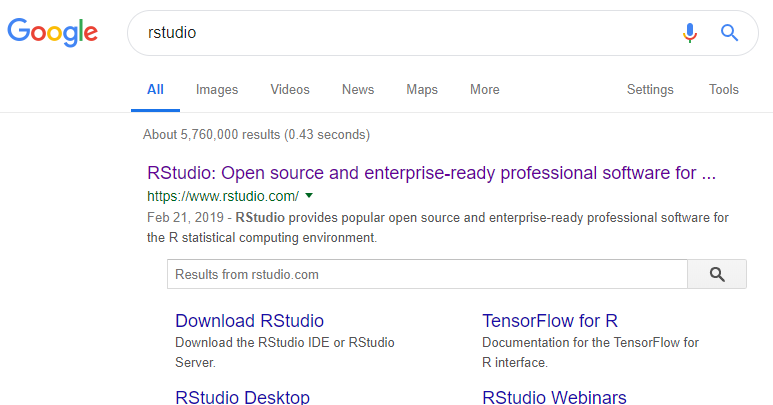 Google
rstudio
All Images Videos News Maps More Settings Tools
About 5,760,000 results (0.43 seconds)
RStudio: Open source and enterprise-ready professional software for ...
https://www.rstudio.com/
Feb 21, 2019 - RStudio provides popular open source and enterprise-ready professional software for
the R statistical computing environment.
Results from rstudio.com
Download RStudio
Download the RStudio IDE or RStudio
Server.
TensorFlow for R
Documentation for the TensorFlow for
R interface.
RStudio Desktop
RStudio Webinars